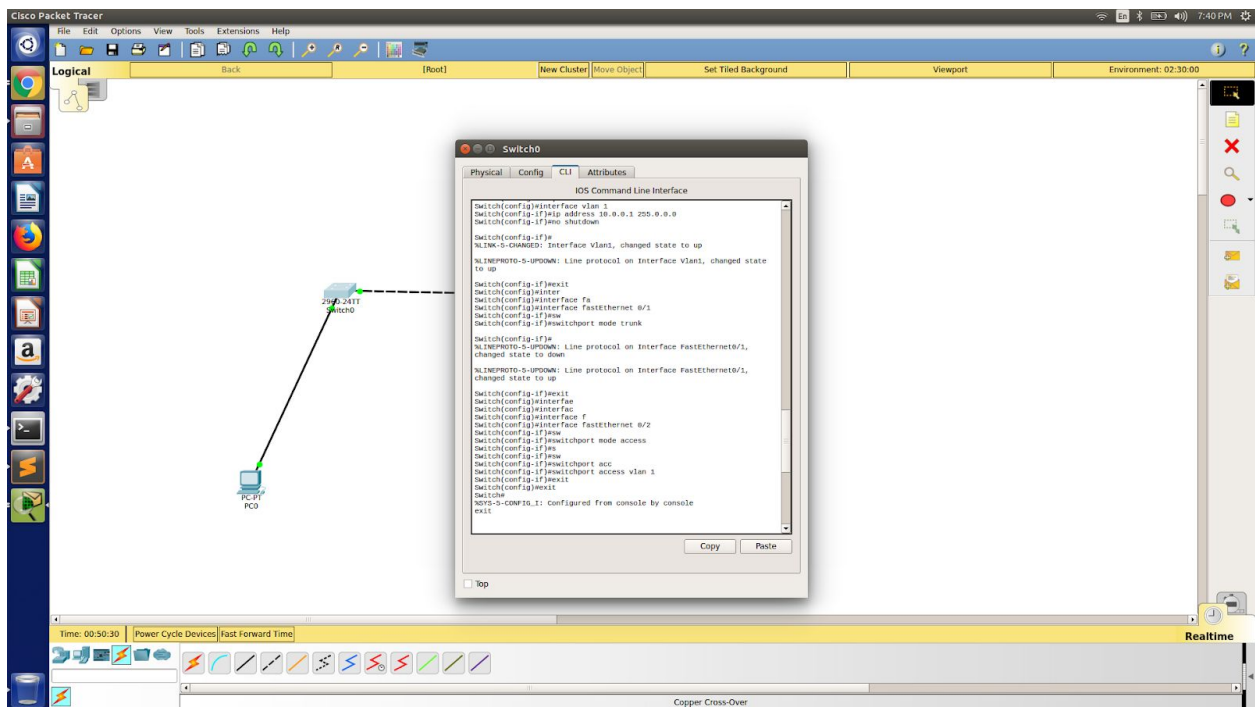 Cisco Packet Tracer
En
7:40 PM
File Edit Options View Tools Extensions Help
Logical
Back
[Root]
New Cluster
Move Object
Set Tiled Background
Viewport
Environment: 02:30:00
Switch0
Physical Config CLI Attributes
IOS Command Line Interface
Switch(config)#interface vlan 1
Switch(config-if)#ip address 10.0.0.1 255.0.0.0
Switch(config-if)#no shutdown
Switch(config-if)#
%LINK-5-CHANGED: Interface Vlan1, changed state to up
%LINEPROTO-5-UPDOWN: Line protocol on Interface Vlan1, changed state
to up
Switch(config-if)#exit
Switch(config)#inter
Switch(config)#interface fa
Switch(config)#interface fastEthernet 0/1
Switch(config-if)#sw
Switch(config-if)#switchport mode trunk
Switch(config-if)#
%LINEPROTO-5-UPDOWN: Line protocol on Interface FastEthernet0/1,
changed state to down
%LINEPROTO-5-UPDOWN: Line protocol on Interface FastEthernet0/1,
changed state to up
Switch(config-if)#exit
Switch(config)#interfae
Switch(config)#interfac
Switch(config)#interface f
Switch(config)#interface fastEthernet 0/2
Switch(config-if)#sw
Switch(config-if)#switchport mode access
Switch(config-if)#s
Switch(config-if)#sw
Switch(config-if)#switchport acc
Switch(config-if)#switchport access vlan 1
Switch(config-if)#exit
Switch(config)#exit
Switch#
%SYS-5-CONFIG_I: Configured from console by console
exit
Copy
Paste
Top
2960-24TT
Switch0
PC-PT
PC0
Time: 00:50:30
Power Cycle Devices
Fast Forward Time
Realtime
Copper Cross-Over